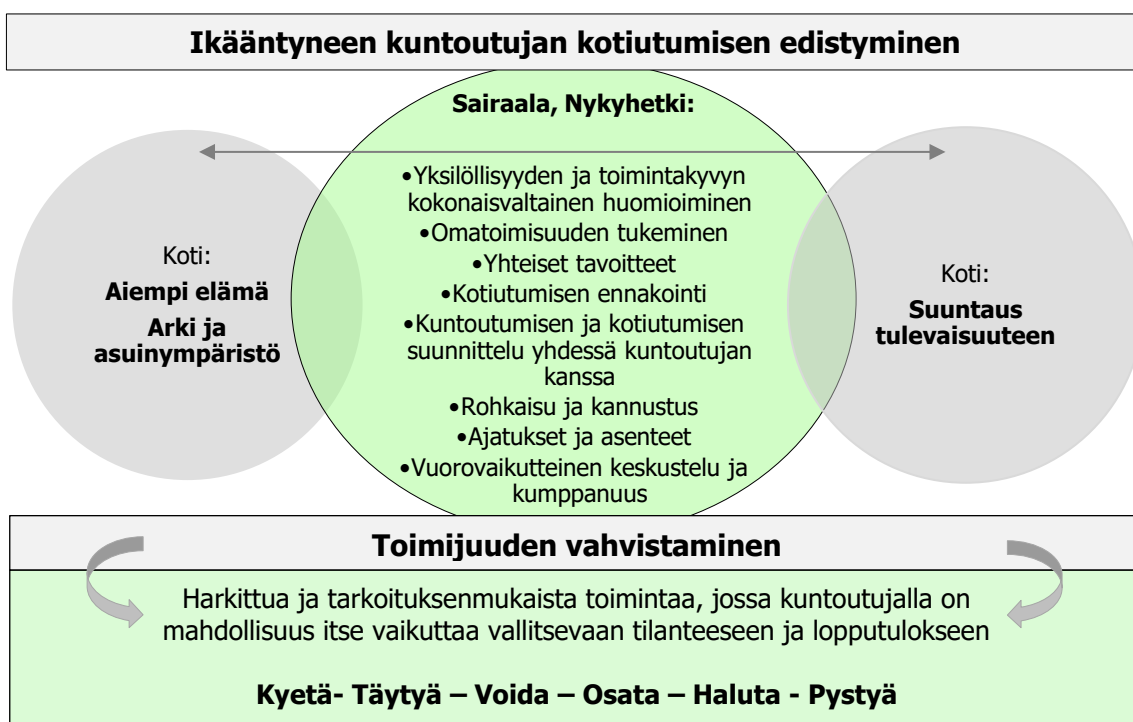 Ikääntyneen kuntoutujan kotiutumisen edistyminen
Sairaala, Nykyhetki:
•Yksilöllisyyden ja toimintakyvyn
kokonaisvaltainen huomioiminen
•Omatoimisuuden tukeminen
•Yhteiset tavoitteet
•Kotiutumisen ennakointi
•Kuntoutumisen ja kotiutumisen
suunnittelu yhdessä kuntoutujan
kanssa
•Rohkaisu ja kannustus
•Ajatukset ja asenteet
•Vuorovaikutteinen keskustelu ja
kumppanuus
Koti:
Aiempi elämä
Arki ja
asuinympäristö
Koti:
Suuntaus
tulevaisuuteen
Toimijuuden vahvistaminen
Harkittua ja tarkoituksenmukaista toimintaa, jossa kuntoutujalla on
mahdollisuus itse vaikuttaa vallitsevaan tilanteeseen ja lopputulokseen
Kyetä- Täytyä – Voida – Osata – Haluta - Pystyä